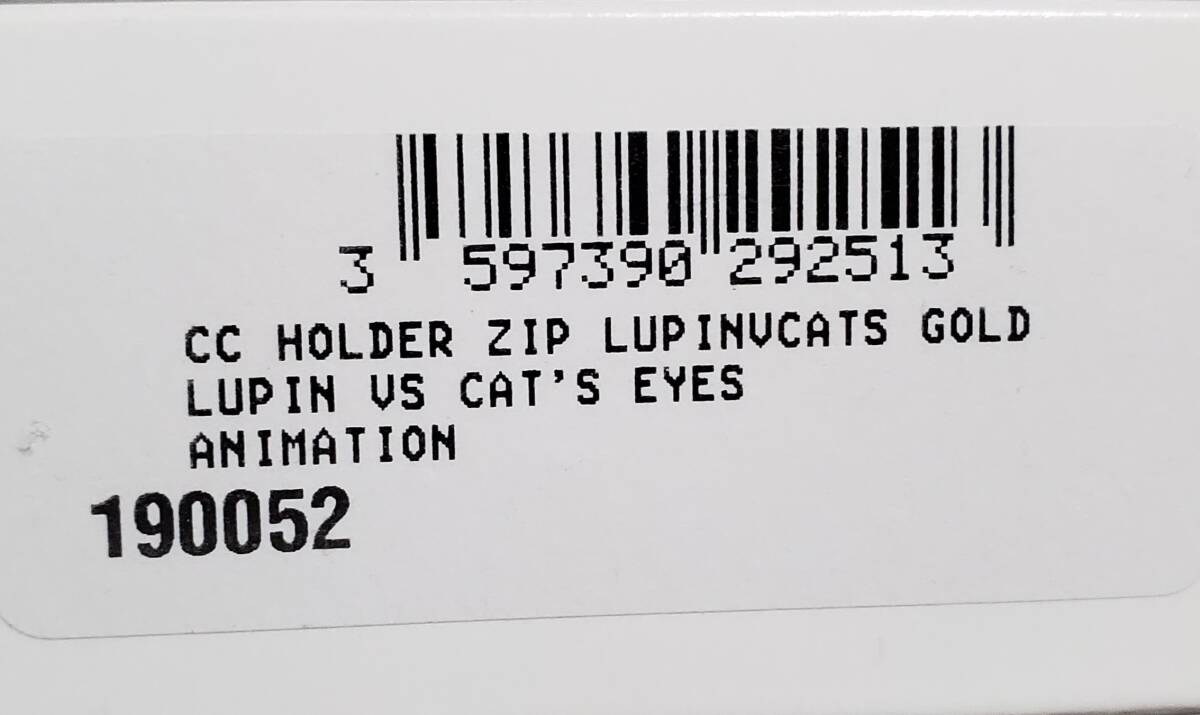 3 597390 292513
CC HOLDER ZIP LUPINVCATS GOLD
LUPIN VS CAT'S EYES
ANIMATION
190052